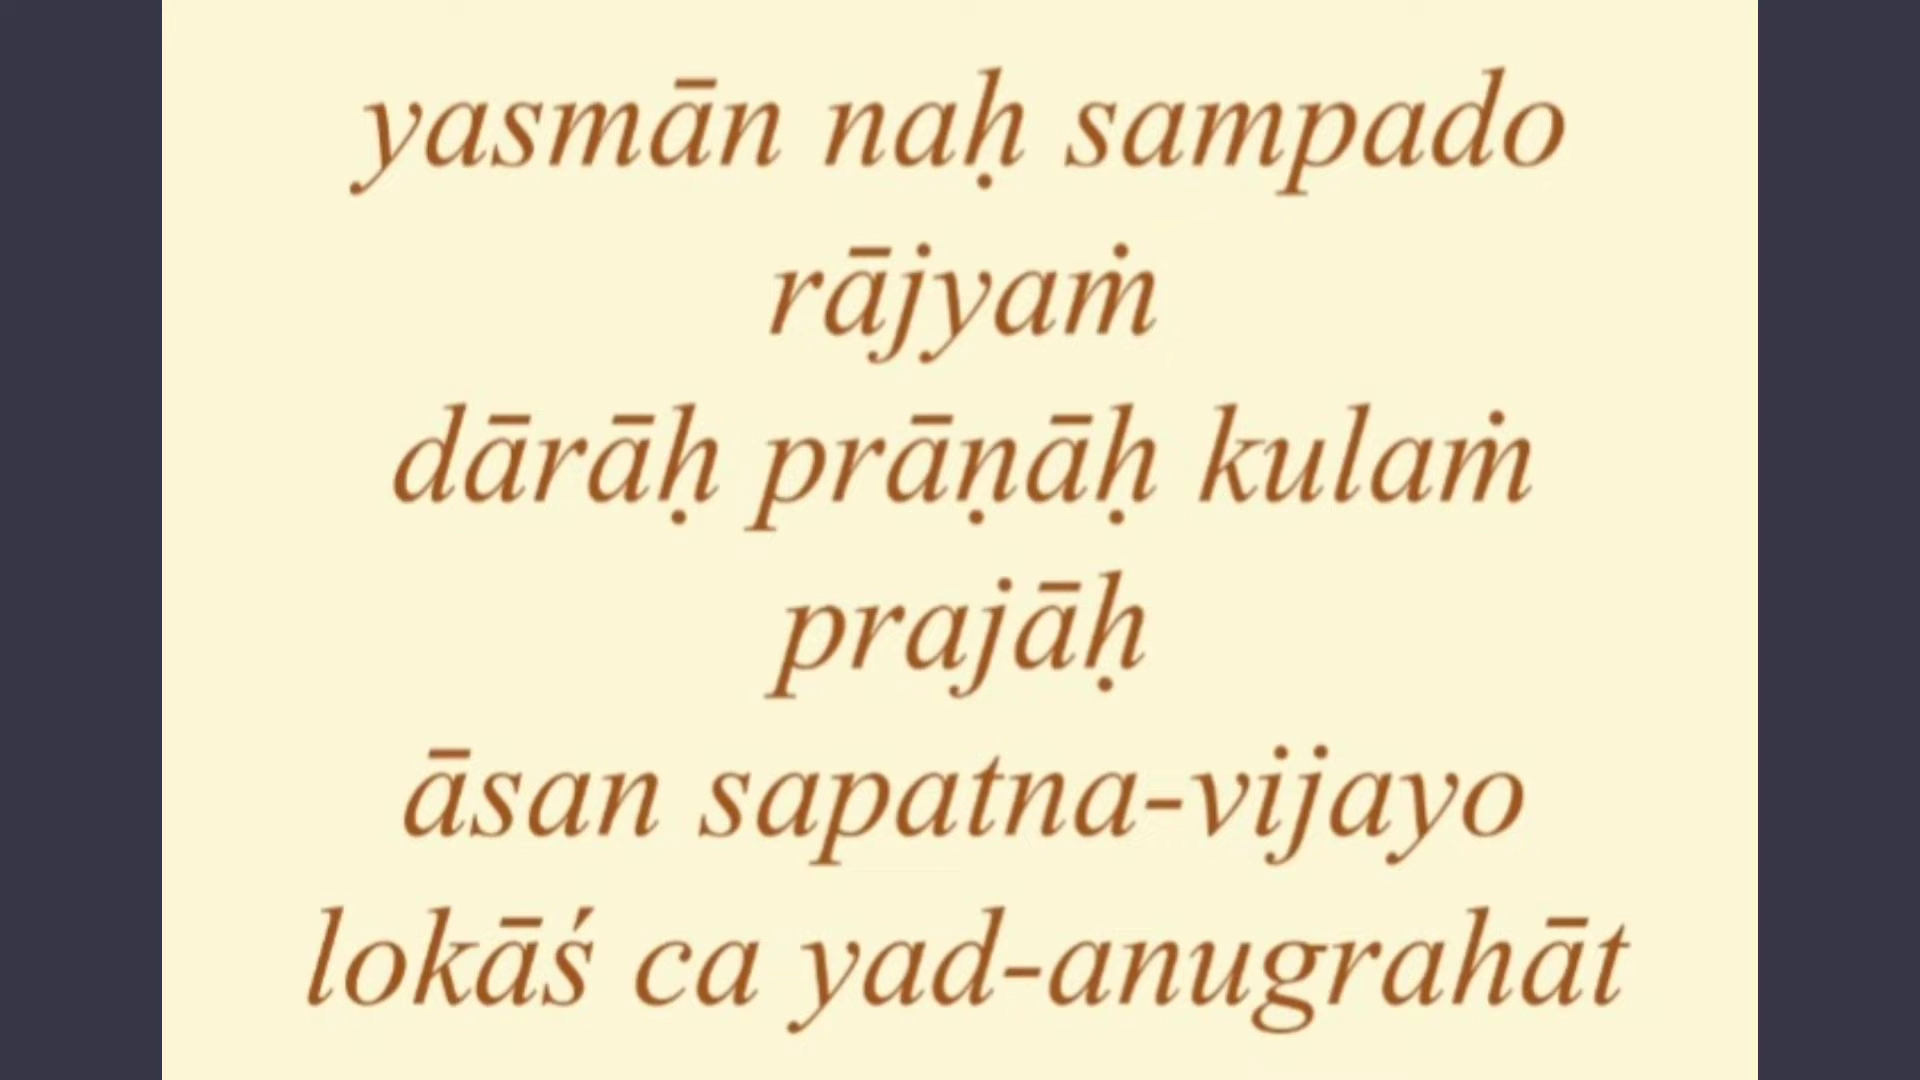 yasmān naḥ sampado
rājyaṁ
dārāḥ prāṇāḥ kulaṁ
prajāḥ
āsan sapatna-vijayo
lokāś ca yad-anugrahāt